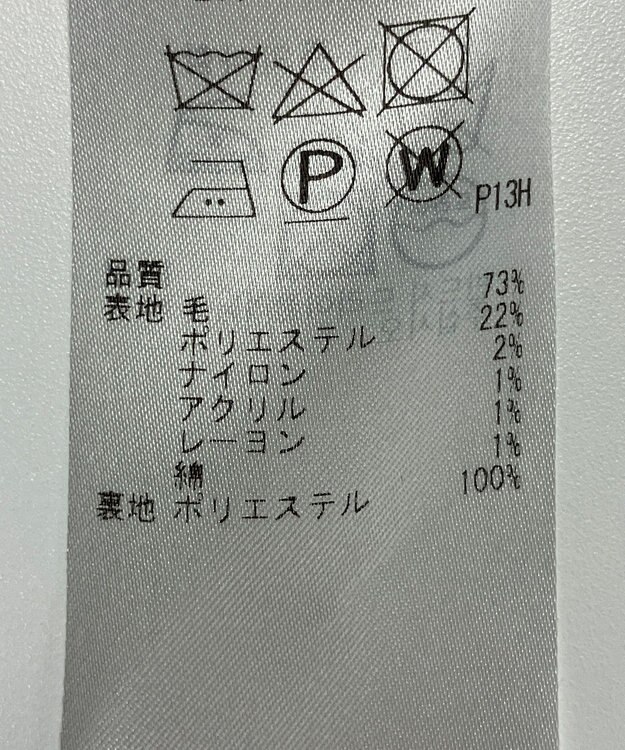 P
W
P13H
品質
表地 毛 73%
ポリエステル 22%
ナイロン 2%
アクリル 1%
レーヨン 1%
綿 1%
裏地 ポリエステル 100%